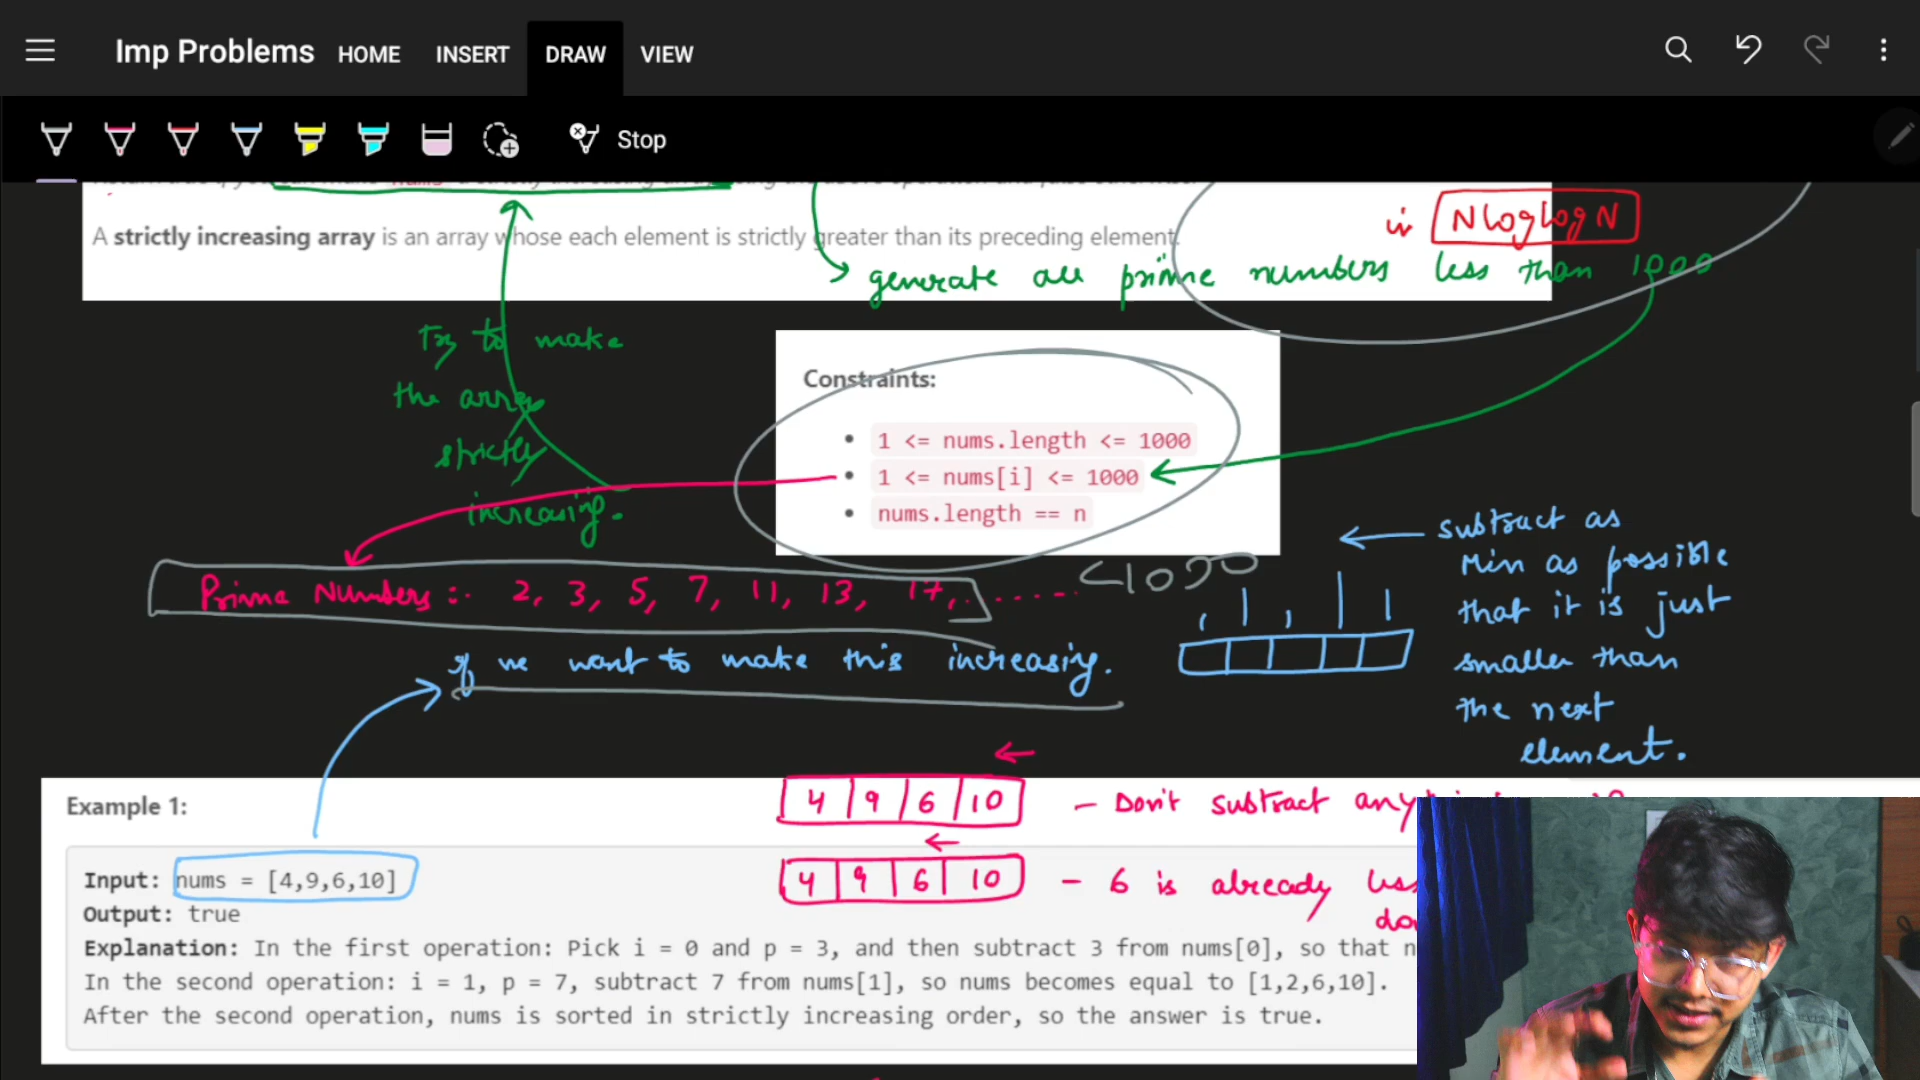 Imp Problems HOME INSERT DRAW VIEW
Stop
A strictly increasing array is an array whose each element is strictly greater than its preceding element.
in NloglogN
generate all prime numbers less than 1000
Try to make
the array
strictly
increasing.
Constraints:
1 <= nums.length <= 1000
1 <= nums[i] <= 1000
nums.length == n
Prime Numbers :- 2, 3, 5, 7, 11, 13, 17, ........
<1000
if we want to make this increasing.
subtract as
Min as possible
that it is just
smaller than
the next
element.
Example 1:
4 9 6 10 - Don't subtract
4 9 6 10 - 6 is already
Input: nums = [4,9,6,10]
Output: true
Explanation: In the first operation: Pick i = 0 and p = 3, and then subtract 3 from nums[0], so that n
In the second operation: i = 1, p = 7, subtract 7 from nums[1], so nums becomes equal to [1,2,6,10].
After the second operation, nums is sorted in strictly increasing order, so the answer is true.